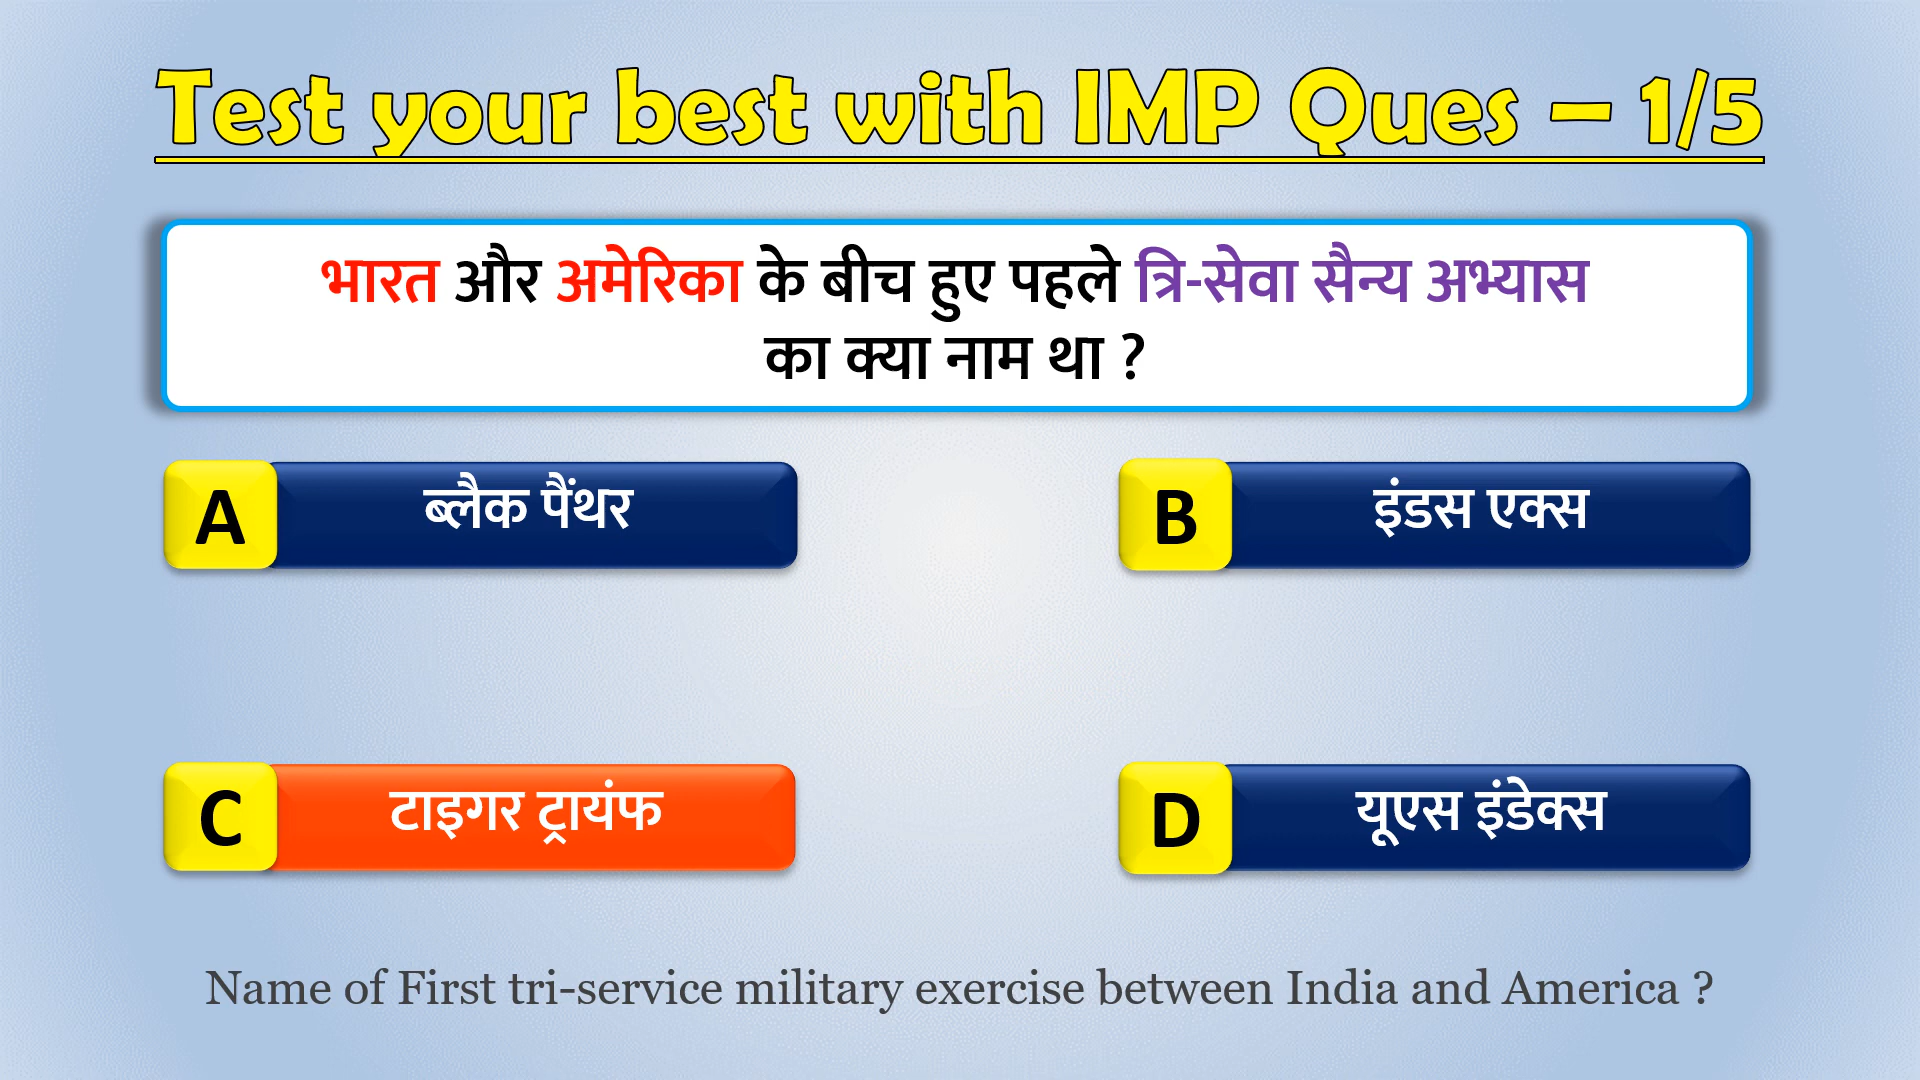 Test your best with IMP Ques – 1/5
भारत और अमेरिका के बीच हुए पहले त्रि-सेवा सैन्य अभ्यास
का क्या नाम था ?
A ब्लैक पैंथर
B इंडस एक्स
C टाइगर ट्रायंफ
D यूएस इंडेक्स
Name of First tri-service military exercise between India and America ?